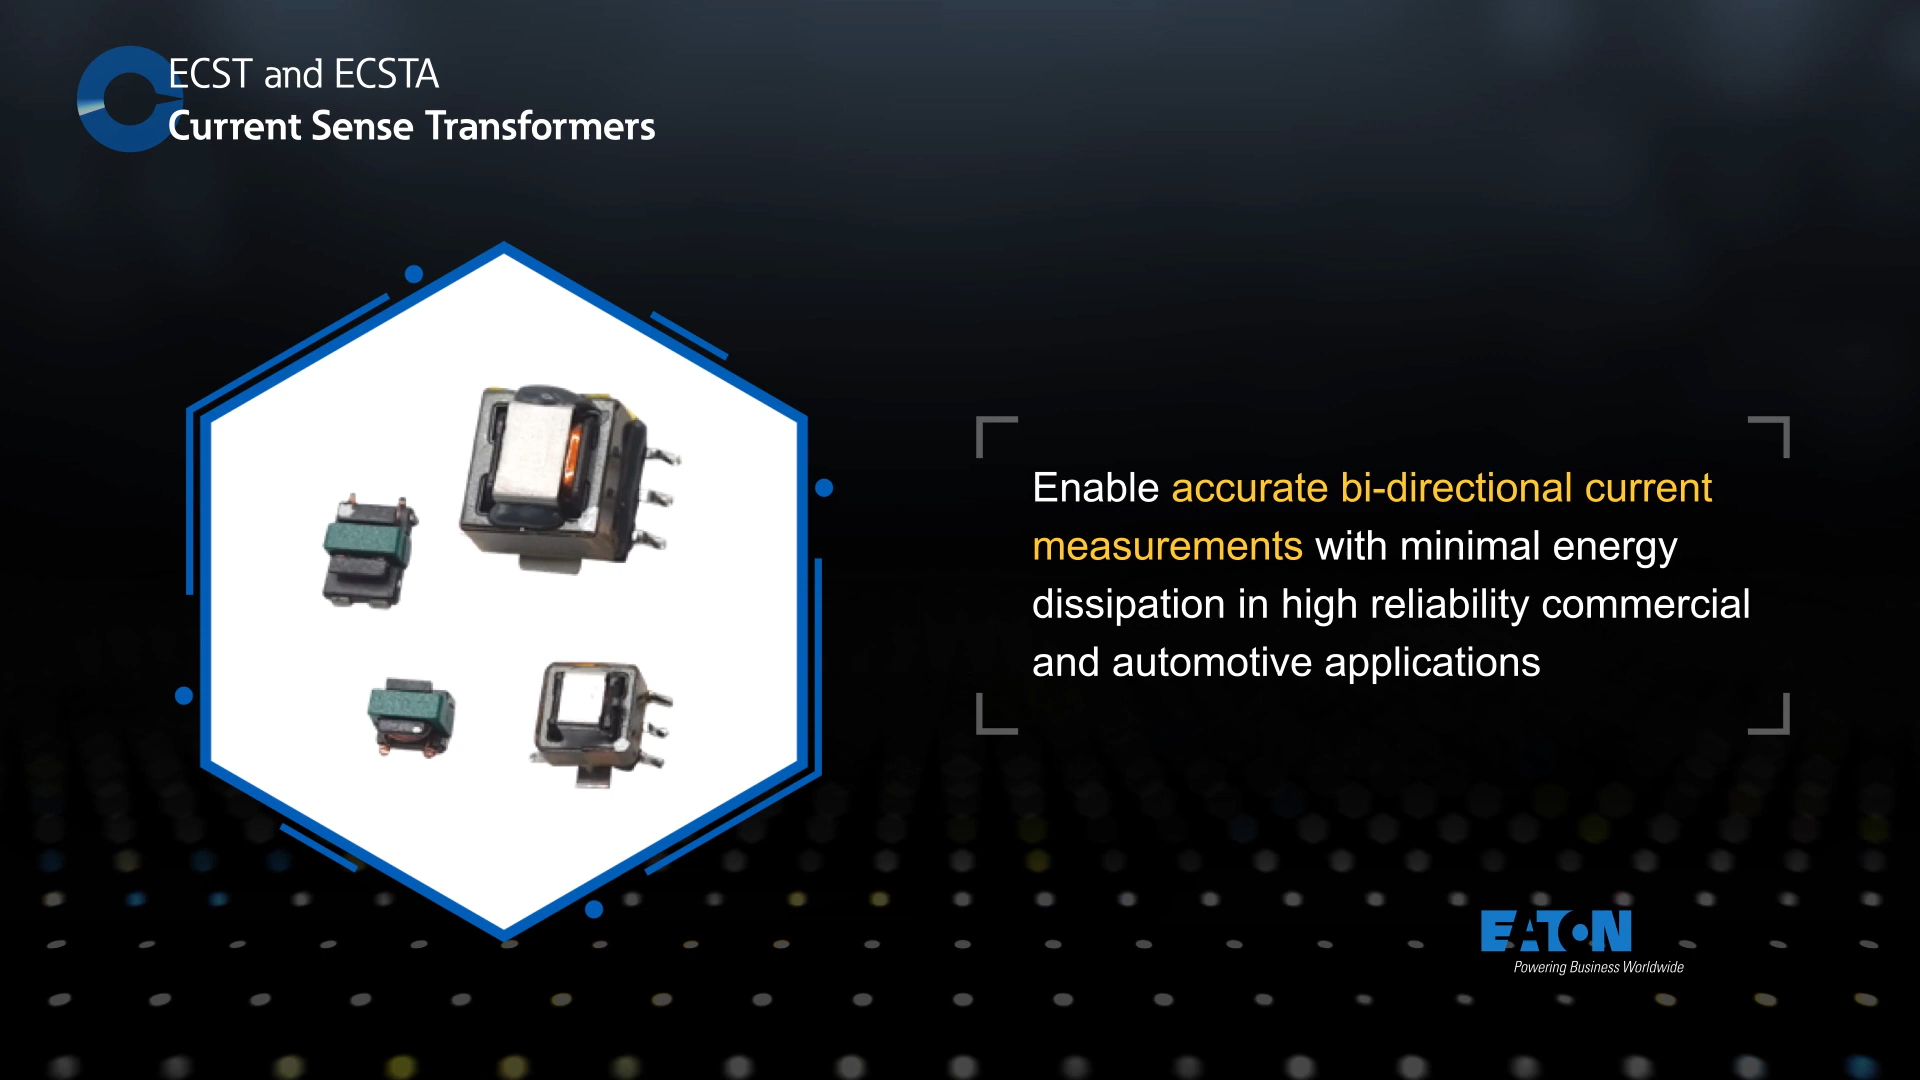 ECST and ECSTA
Current Sense Transformers
Enable accurate bi-directional current
measurements with minimal energy
dissipation in high reliability commercial
and automotive applications
EATON
Powering Business Worldwide